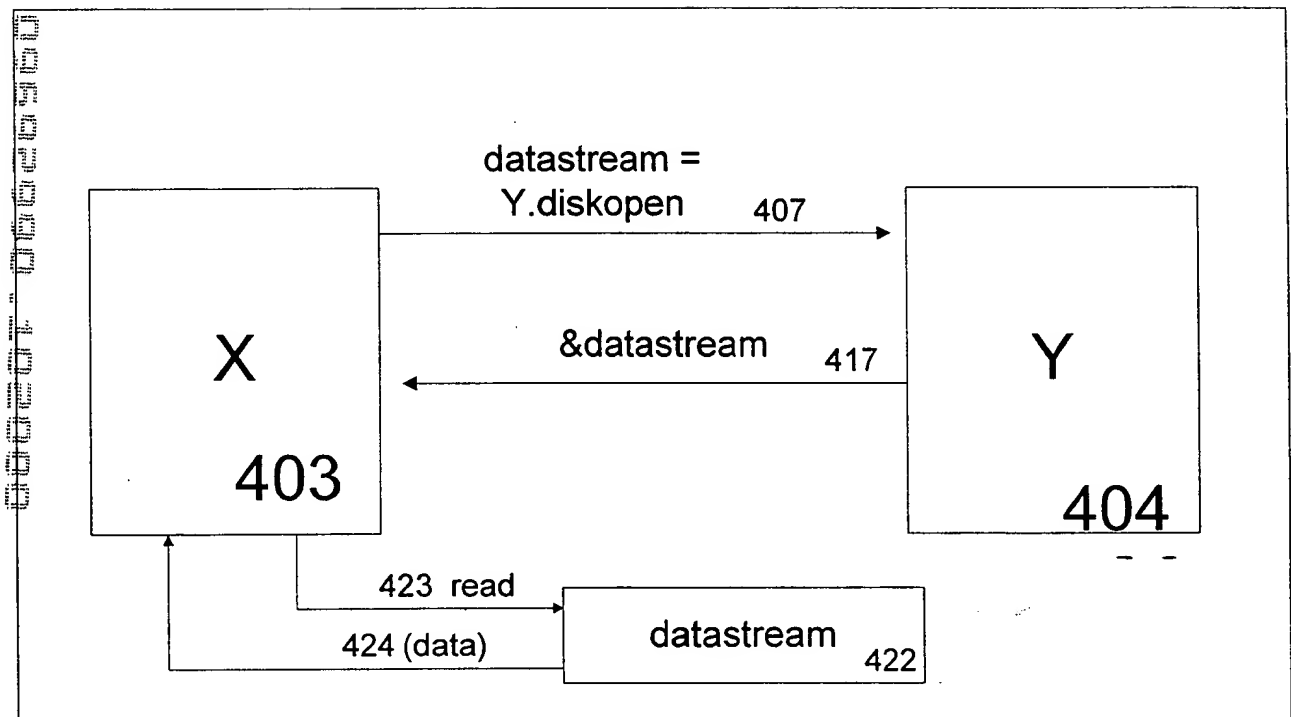 datastream =
Y.diskopen 407
&datastream 417
X
403
Y
404
423 read
424 (data)
datastream
422